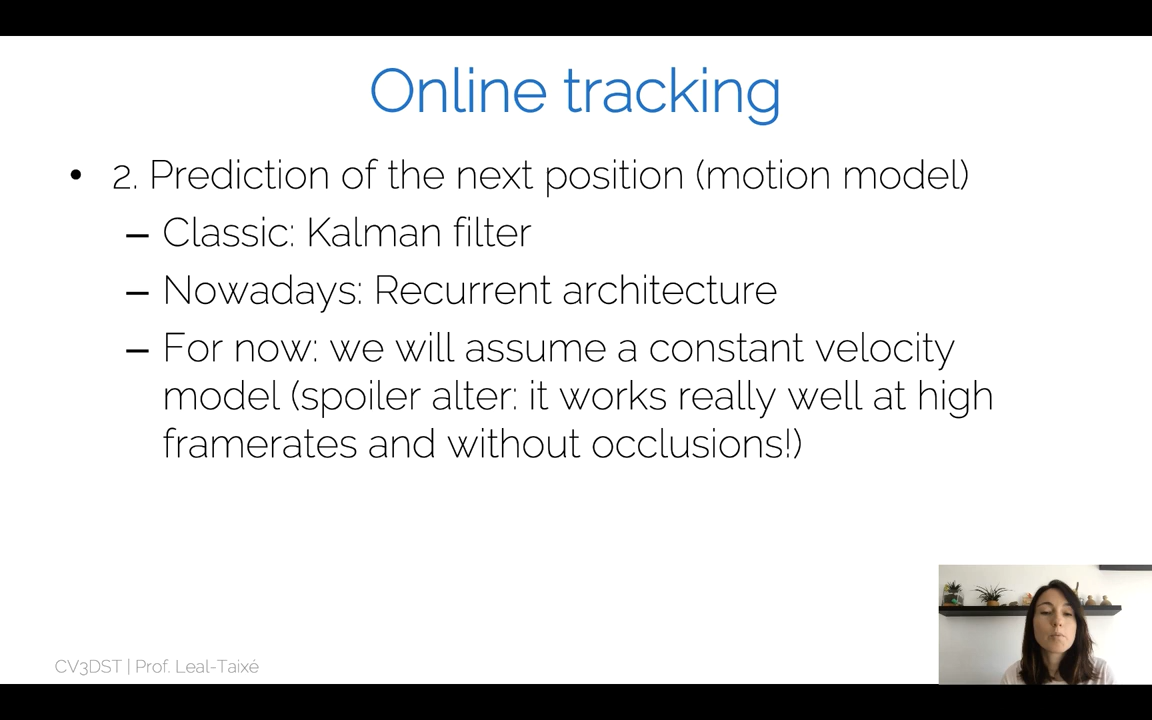 Online tracking
• 2. Prediction of the next position (motion model)
– Classic: Kalman filter
– Nowadays: Recurrent architecture
– For now: we will assume a constant velocity
model (spoiler alter: it works really well at high
framerates and without occlusions!)
CV3DST | Prof. Leal-Taixé